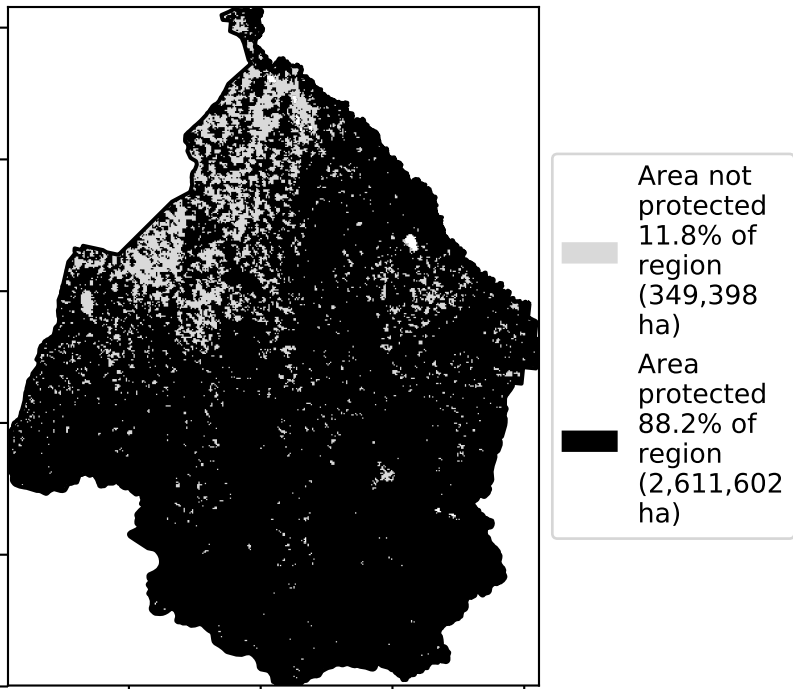 Area not
protected
11.8% of
region
(349,398
ha)
Area
protected
88.2% of
region
(2,611,602
ha)